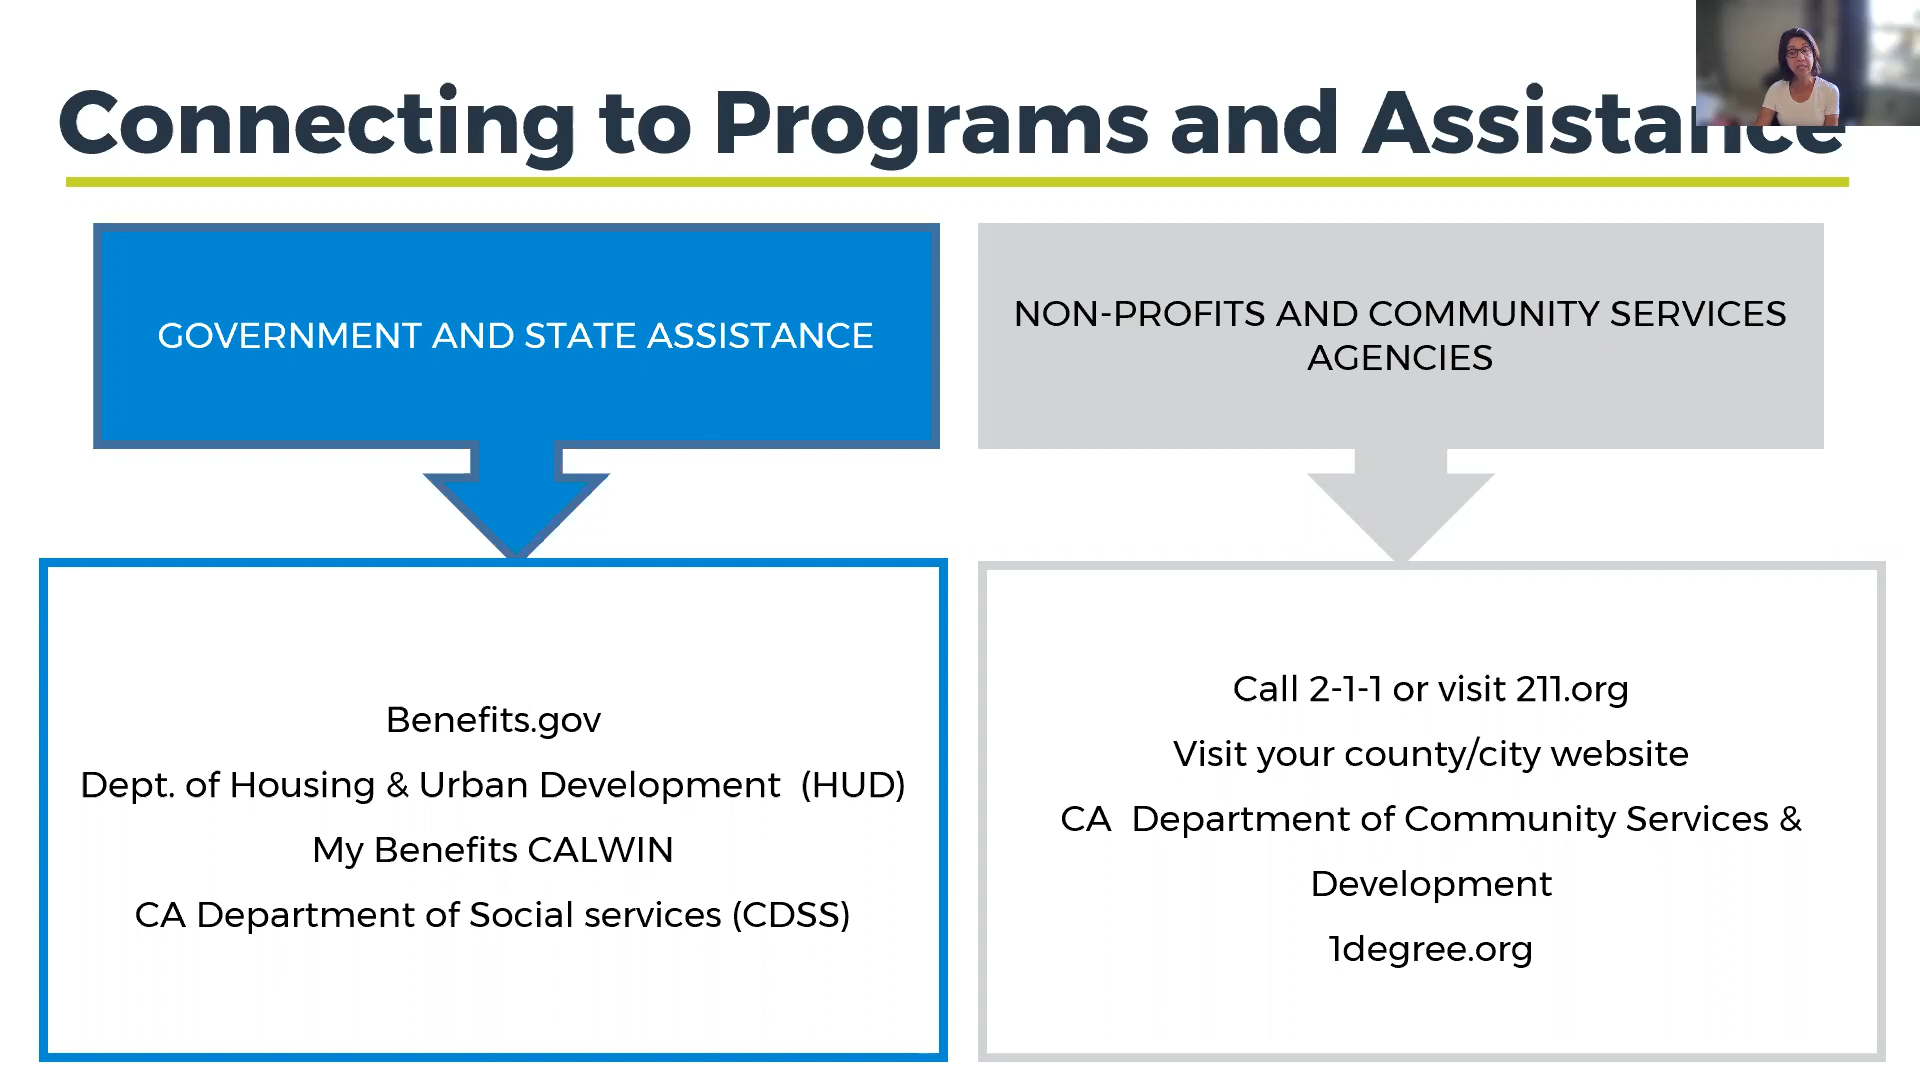 Connecting to Programs and Assistance
GOVERNMENT AND STATE ASSISTANCE
NON-PROFITS AND COMMUNITY SERVICES
AGENCIES
Benefits.gov
Dept. of Housing & Urban Development (HUD)
My Benefits CALWIN
CA Department of Social services (CDSS)
Call 2-1-1 or visit 211.org
Visit your county/city website
CA Department of Community Services &
Development
1degree.org